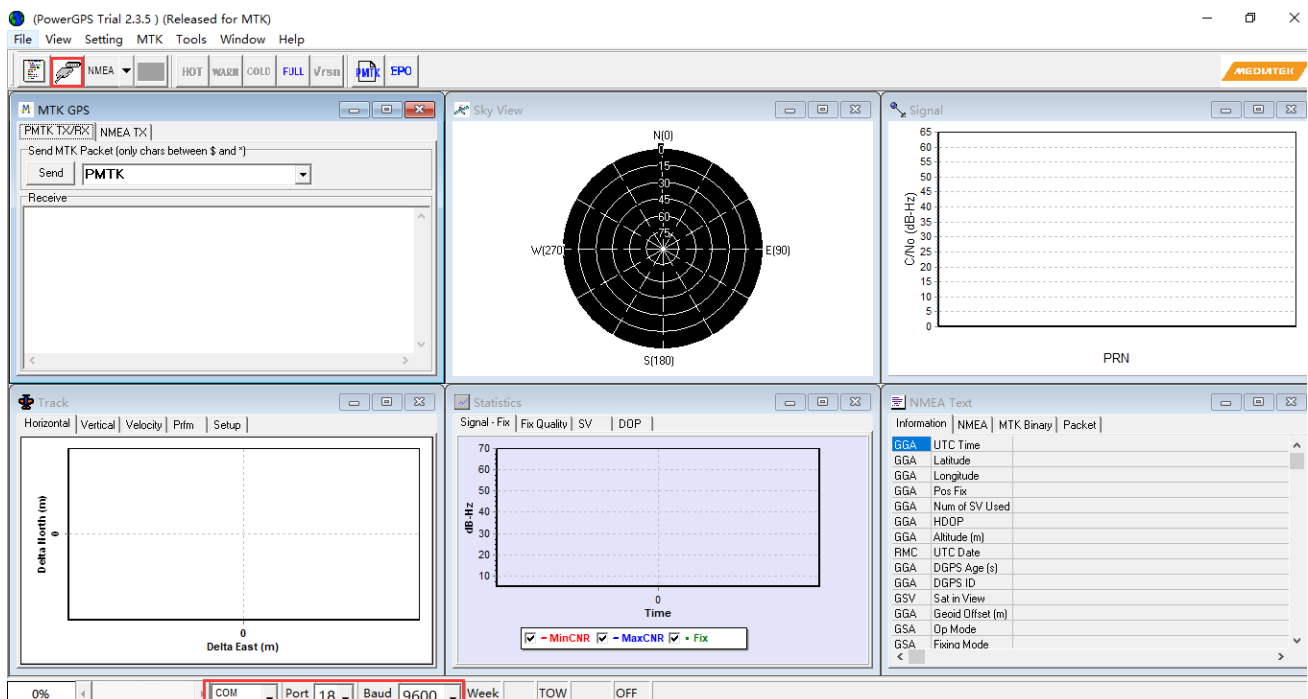 (PowerGPS Trial 2.3.5 ) (Released for MTK)
File View Setting MTK Tools Window Help
NMEA HOT WARM COLD FULL Vrsn PMTK EPO MEDIATEK
MTK GPS
PMTK TX/RX NMEA TX
Send MTK Packet (only chars between $ and *)
Send PMTK
Receive
Sky View
N(0)
0
15
30
45
60
75
W(270) E(90)
S(180)
Signal
65
60
55
50
45
40
35
30
25
20
15
10
5
0
C/No (dB-Hz)
PRN
Track
Horizontal Vertical Velocity Prfm Setup
Delta North (m)
0
0
Delta East (m)
Statistics
Signal - Fix Fix Quality SV DOP
70
60
50
40
30
20
10
dB-Hz
0
Time
MinCNR MaxCNR Fix
NMEA Text
Information NMEA MTK Binary Packet
GGA UTC Time
GGA Latitude
GGA Longitude
GGA Pos Fix
GGA Num of SV Used
GGA HDOP
GGA Altitude (m)
RMC UTC Date
GGA DGPS Age (s)
GGA DGPS ID
GSV Sat in View
GGA Geoid Offset (m)
GSA Op Mode
GSA Fixing Mode
0% COM Port 18 Baud 9600 Week TOW OFF